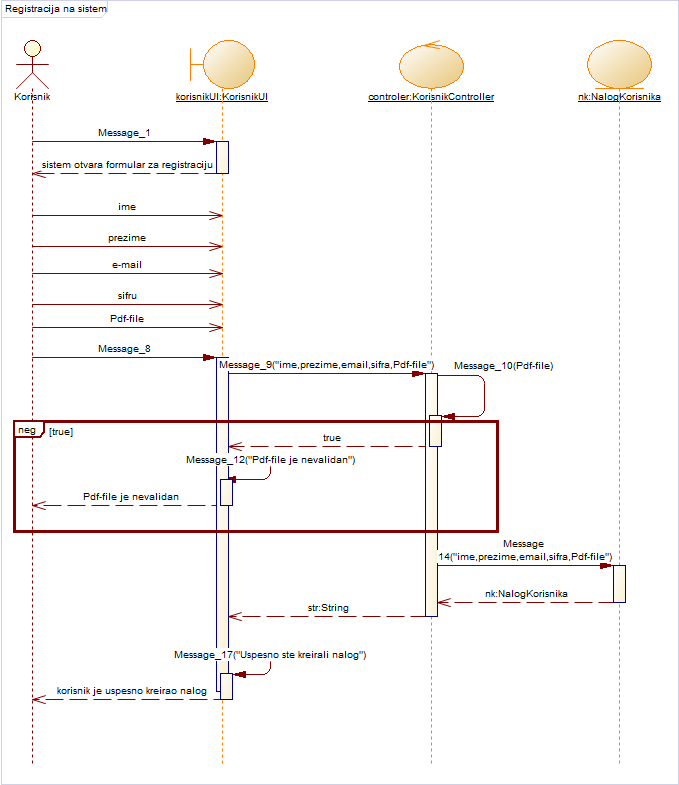 Registracija na sistem
Korisnik
korisnikUI:KorisnikUI
controler:KorisnikController
nk:NalogKorisnika
Message_1
sistem otvara formular za registraciju
ime
prezime
e-mail
sifru
Pdf-file
Message_8
Message_9("ime,prezime,email,sifra,Pdf-file")
Message_10(Pdf-file)
neg
[true]
true
Message_12("Pdf-file je nevalidan")
Pdf-file je nevalidan
Message
14("ime,prezime,email,sifra,Pdf-file")
nk:NalogKorisnika
str:String
Message_17("Uspesno ste kreirali nalog")
korisnik je uspesno kreirao nalog